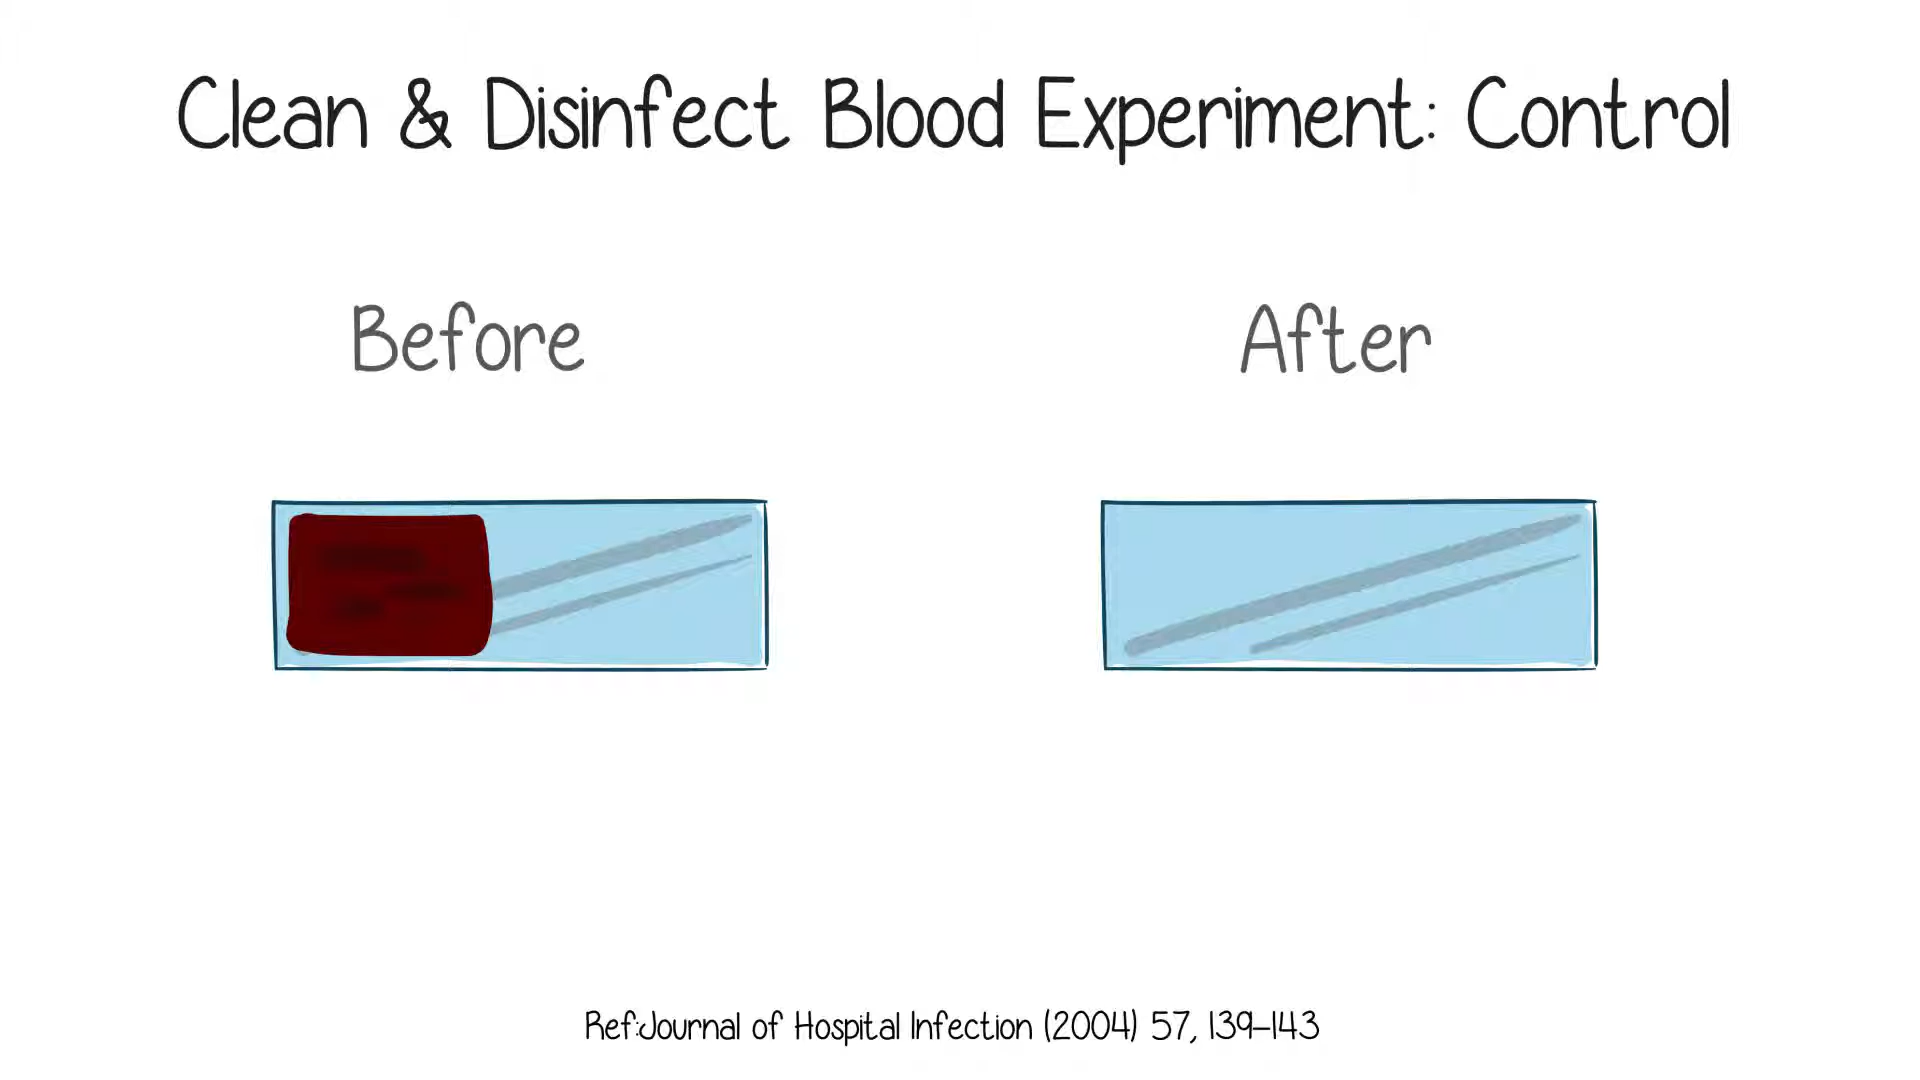 Clean & Disinfect Blood Experiment: Control
Before
After
Ref:Journal of Hospital Infection (2004) 57, 139-143